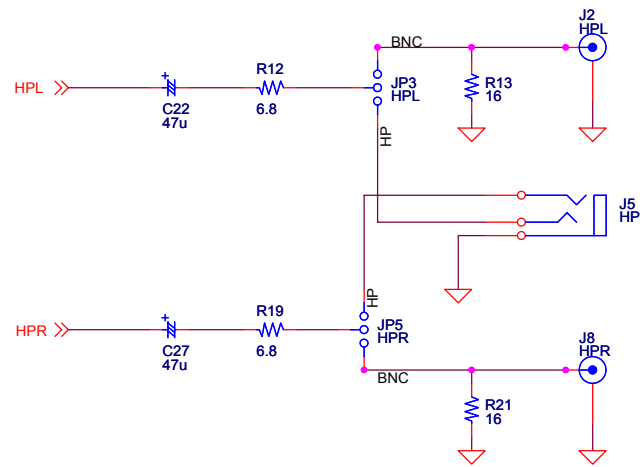 J2
HPL
BNC
R12
JP3
HPL
R13
16
HPL
+
C22
47u
6.8
HP
J5
HP
HP
R19
JP5
HPR
HPR
+
C27
47u
6.8
J8
HPR
BNC
R21
16